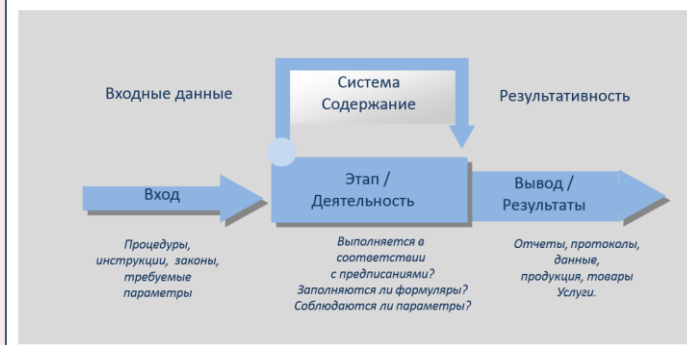 Входные данные
Система
Содержание
Результативность
Вход
Этап /
Деятельность
Вывод /
Результаты
Процедуры,
инструкции, законы,
требуемые
параметры
Выполняется в
соответствии
с предписаниями?
Заполняются ли формуляры?
Соблюдаются ли параметры?
Отчеты, протоколы,
данные,
продукция, товары
Услуги.